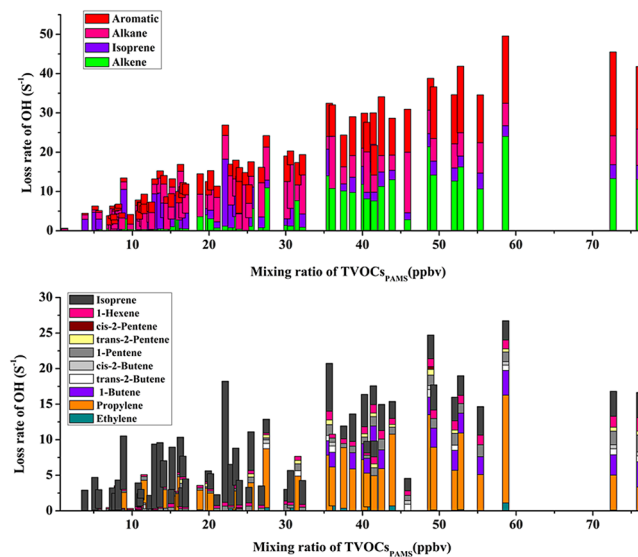 Aromatic
Alkane
Isoprene
Alkene
Loss rate of OH (S⁻¹)
50
40
30
20
10
0
10 20 30 40 50 60 70
Mixing ratio of TVOCsPAMS(ppbv)
Isoprene
1-Hexene
cis-2-Pentene
trans-2-Pentene
1-Pentene
cis-2-Butene
trans-2-Butene
1-Butene
Propylene
Ethylene
Loss rate of OH (S⁻¹)
30
25
20
15
10
5
0
10 20 30 40 50 60 70
Mixing ratio of TVOCsPAMS(ppbv)